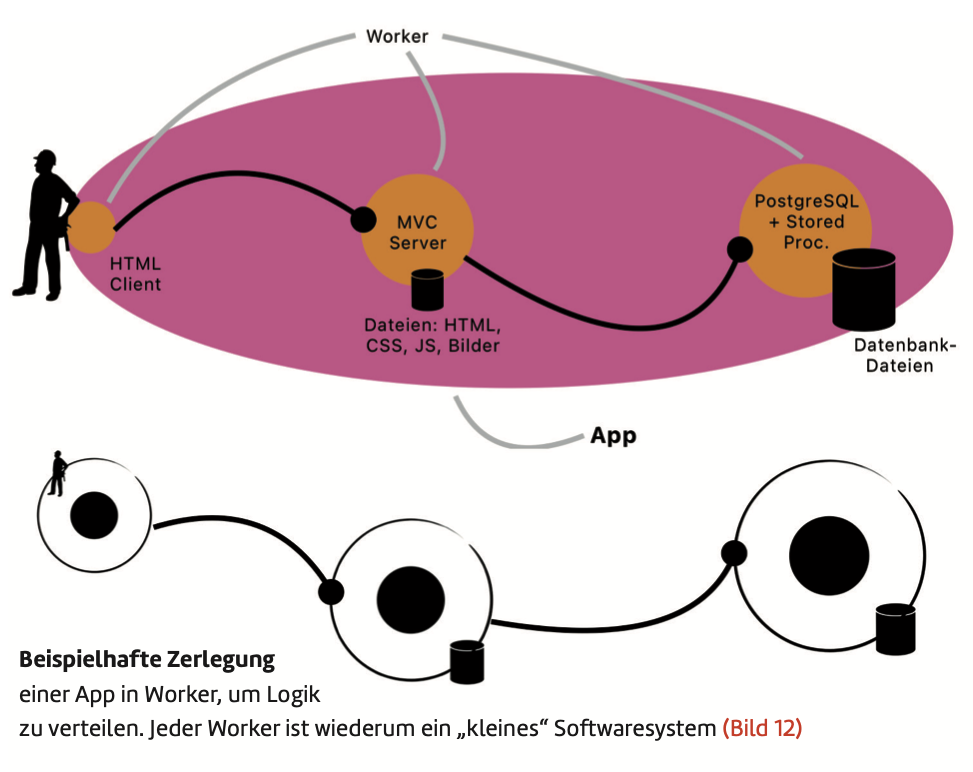 Worker
MVC
Server
PostgreSQL
+ Stored
Proc.
HTML
Client
Dateien: HTML,
CSS, JS, Bilder
Datenbank-
Dateien
App
Beispielhafte Zerlegung
einer App in Worker, um Logik
zu verteilen. Jeder Worker ist wiederum ein „kleines“ Softwaresystem (Bild 12)